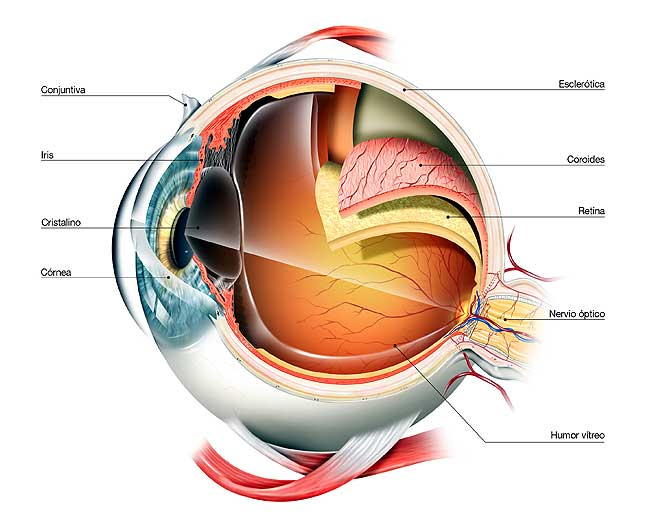 Conjuntiva
Iris
Cristalino
Córnea
Esclerótica
Coroides
Retina
Nervio óptico
Humor vítreo